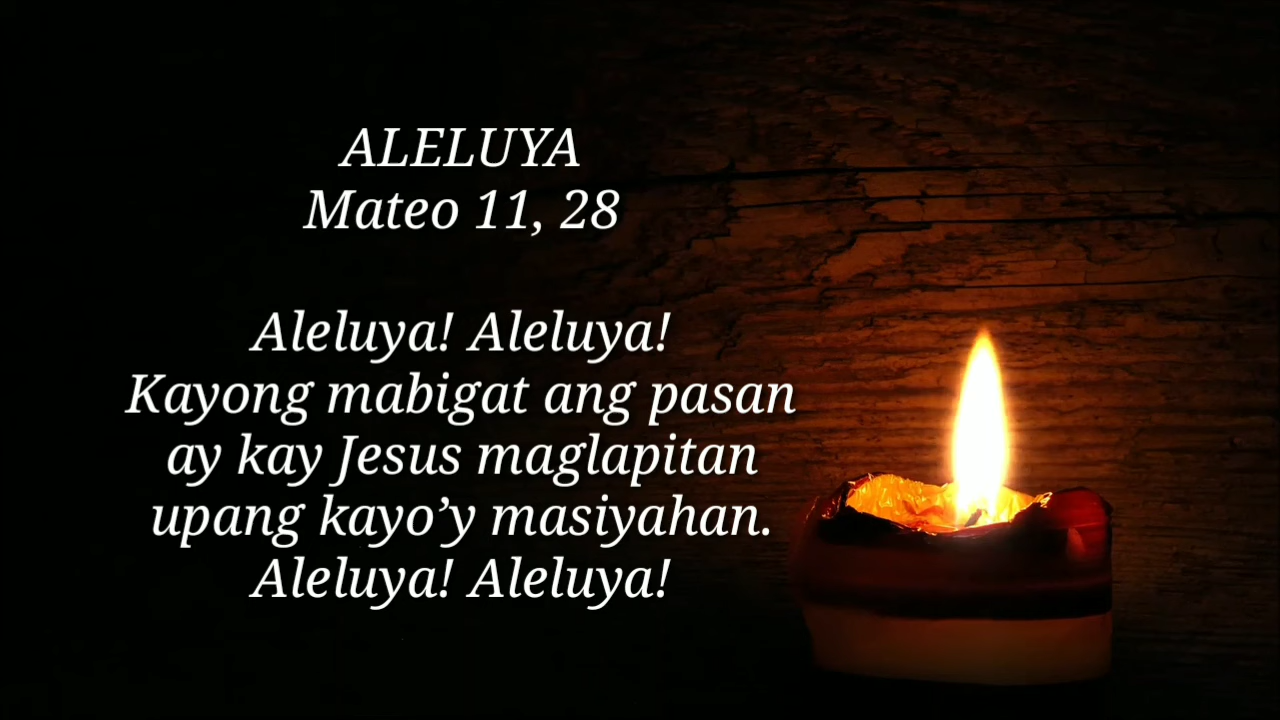 ALELUYA
Mateo 11, 28
Aleluya! Aleluya!
Kayong mabigat ang pasan
ay kay Jesus maglapitan
upang kayo’y masiyahan.
Aleluya! Aleluya!